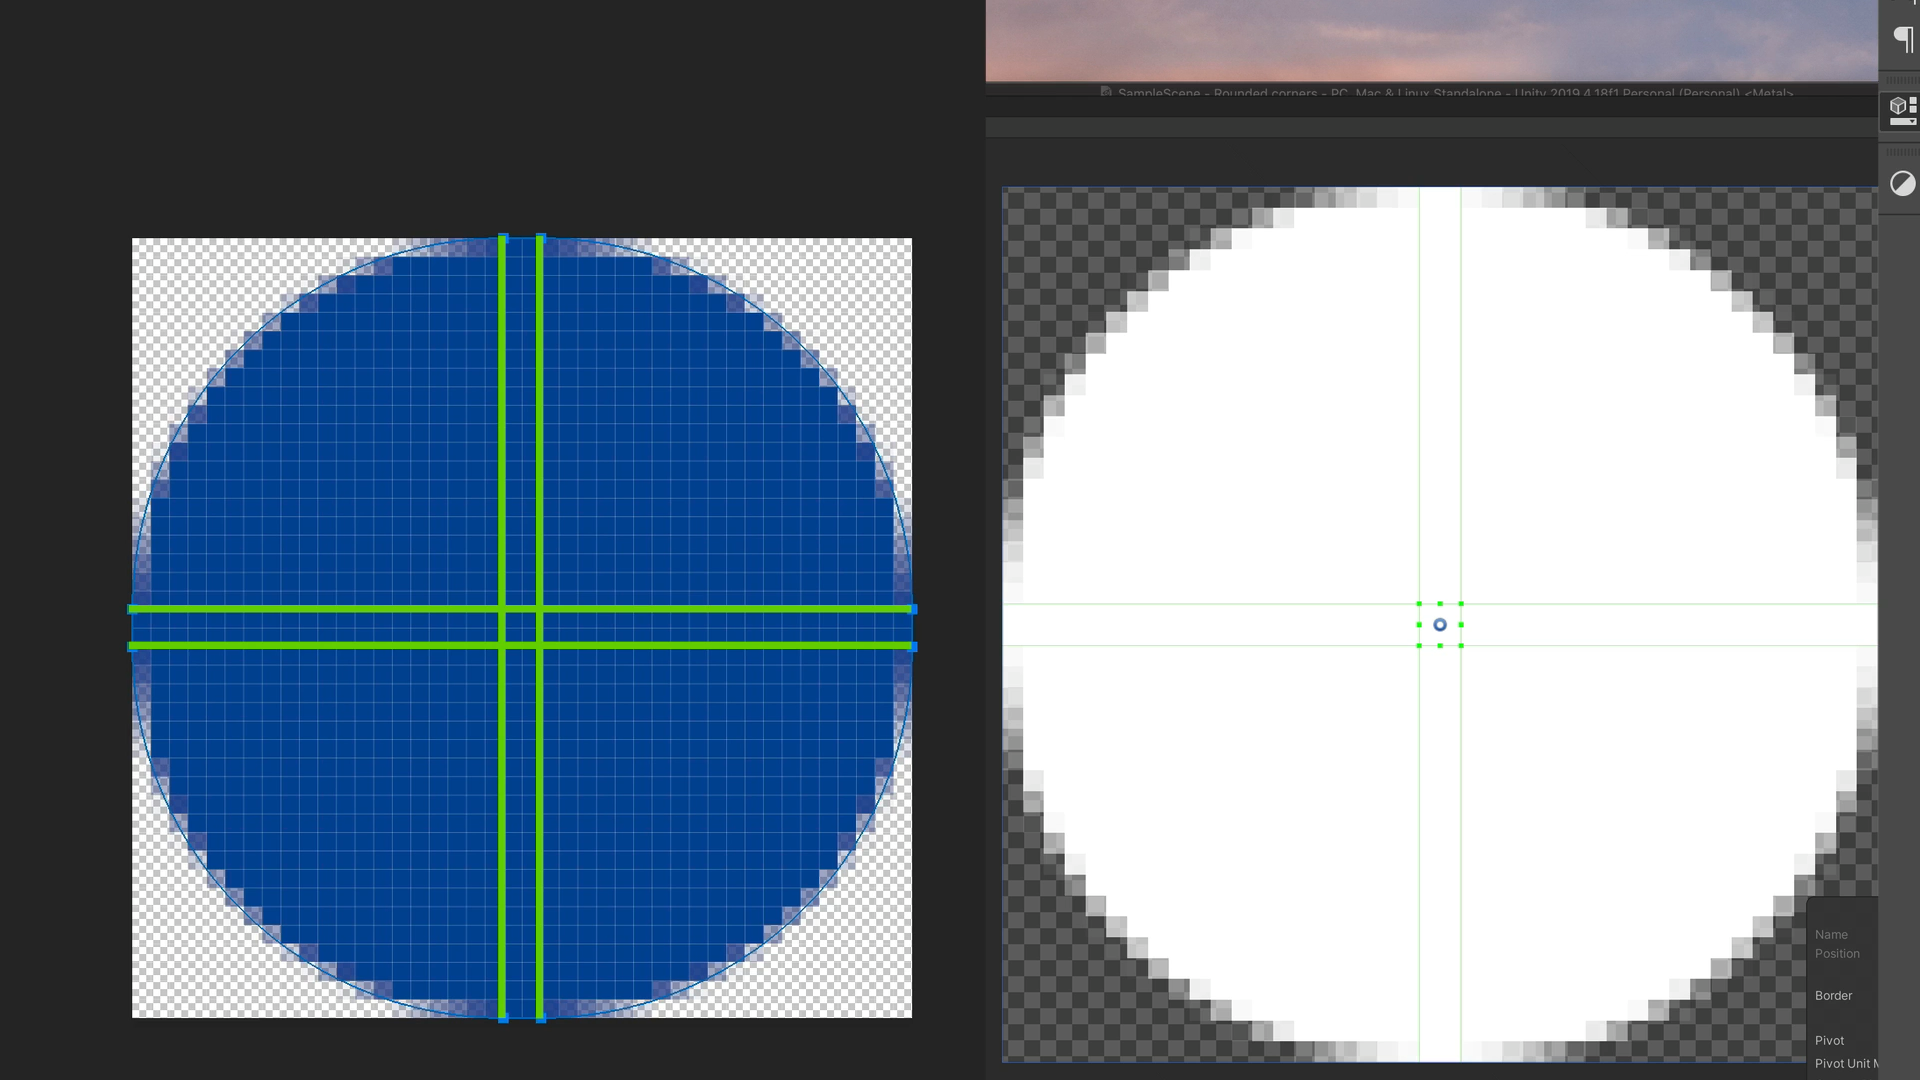 SampleScene - Rounded corners - PC, Mac & Linux Standalone - Unity 2019.4.18f1 Personal (Personal) <Metal>
Name
Position
Border
Pivot
Pivot Unit